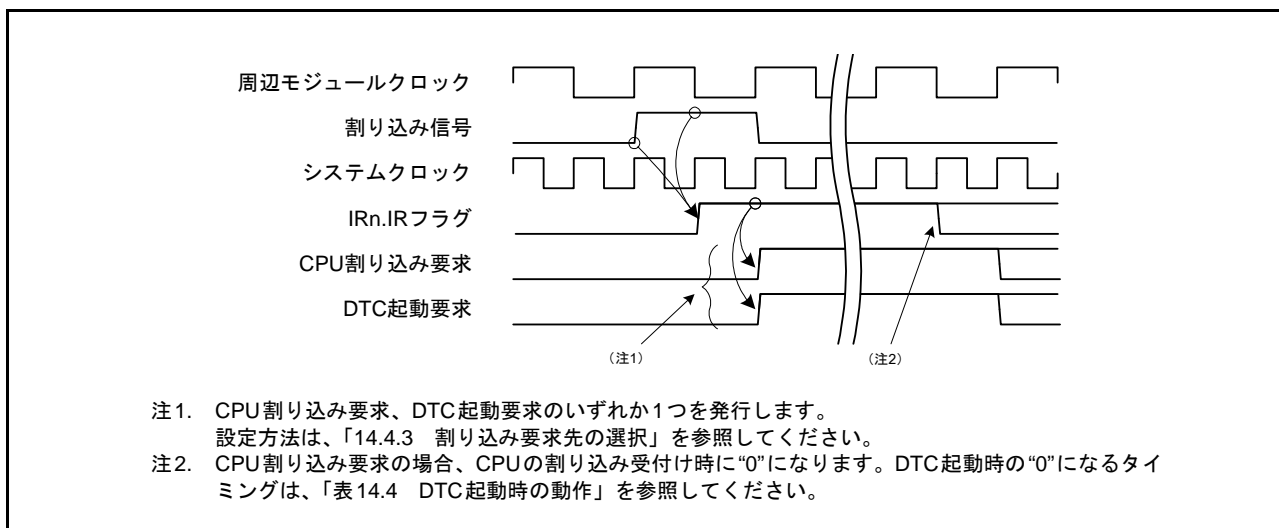 周辺モジュールクロック
割り込み信号
システムクロック
IRn.IRフラグ
CPU割り込み要求
DTC起動要求
（注1）
（注2）
注1. CPU割り込み要求、DTC起動要求のいずれか1つを発行します。
設定方法は、「14.4.3 割り込み要求先の選択」を参照してください。
注2. CPU割り込み要求の場合、CPUの割り込み受付け時に“0”になります。DTC起動時の“0”になるタイ
ミングは、「表14.4 DTC起動時の動作」を参照してください。